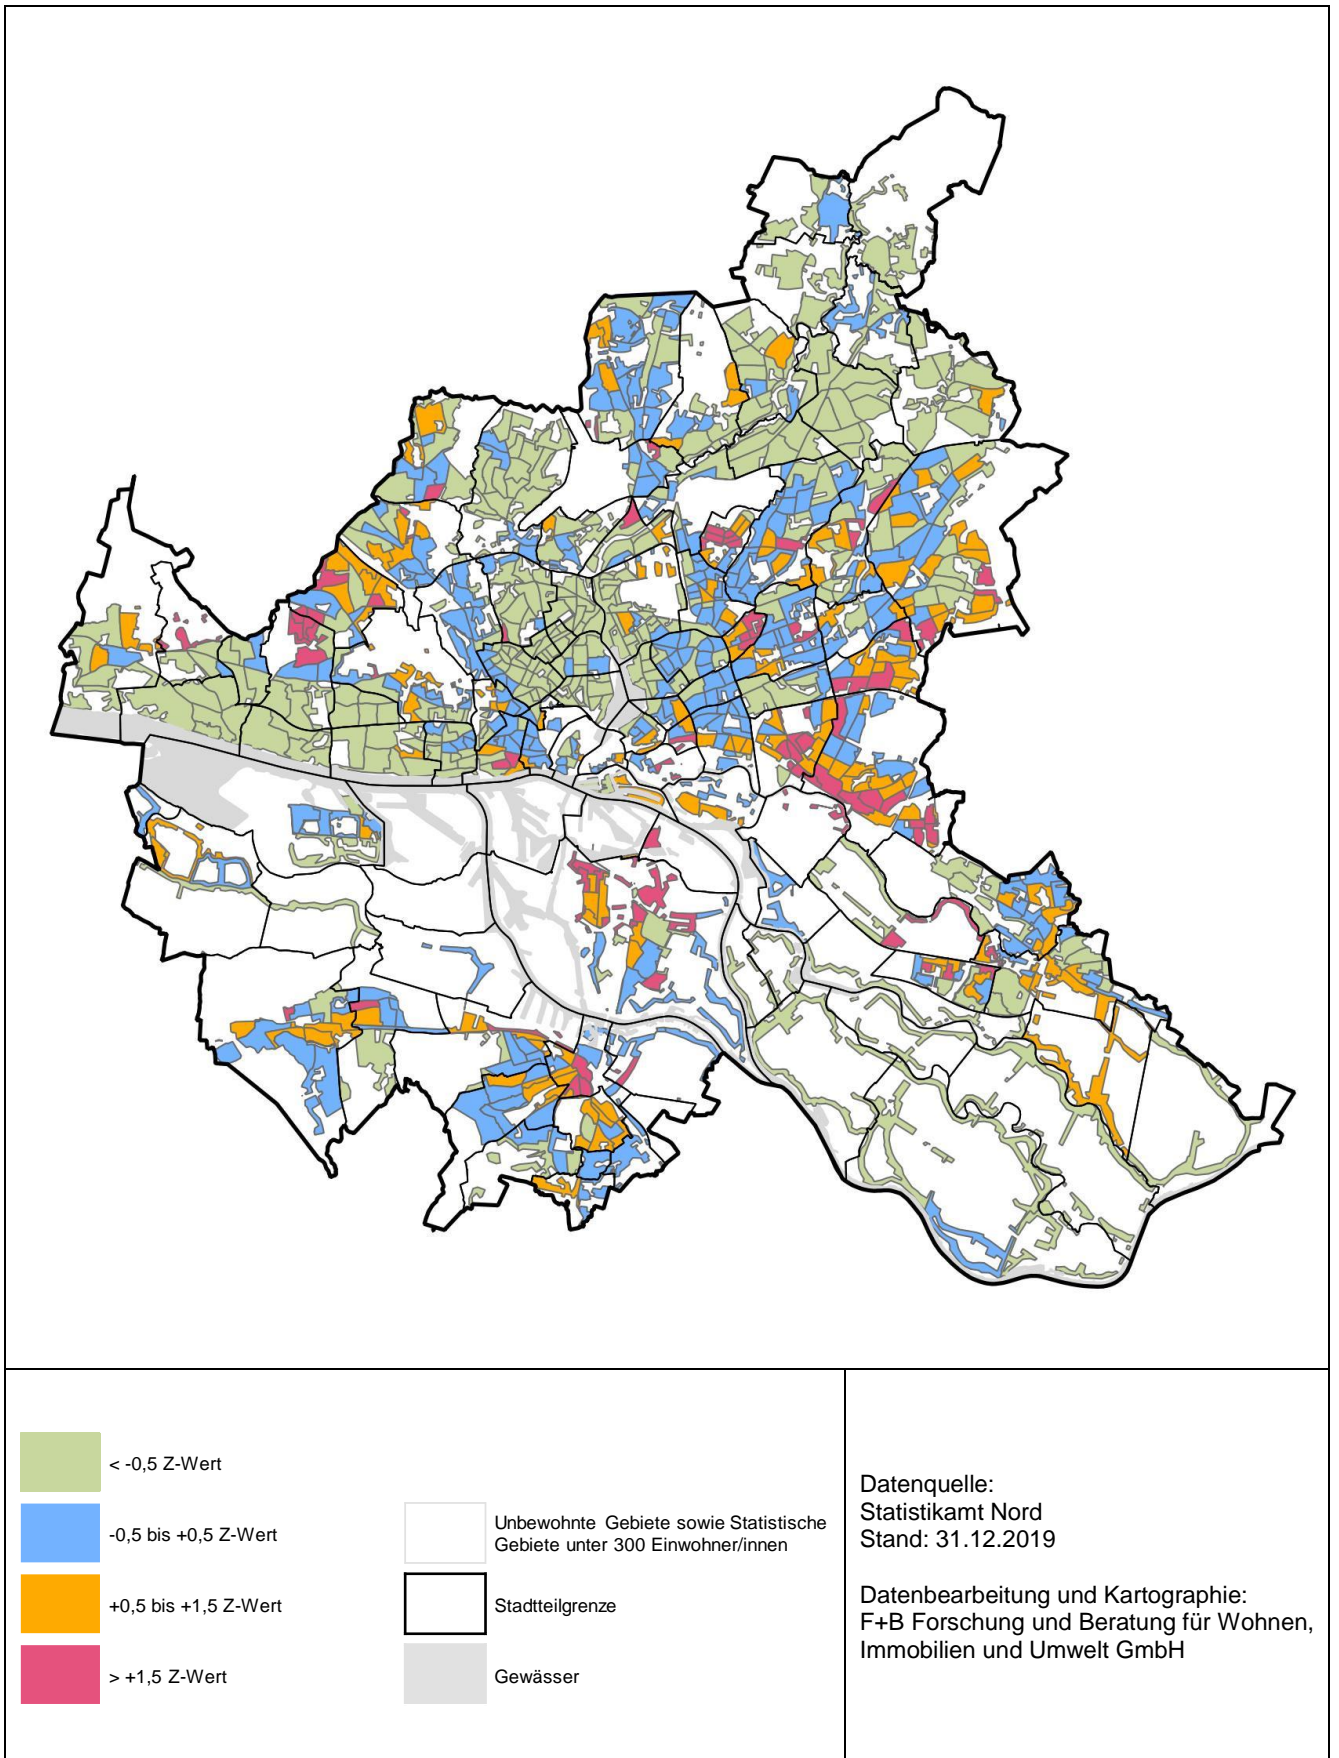 < -0,5 Z-Wert
-0,5 bis +0,5 Z-Wert
+0,5 bis +1,5 Z-Wert
> +1,5 Z-Wert
Unbewohnte Gebiete sowie Statistische
Gebiete unter 300 Einwohner/innen
Stadtteilgrenze
Gewässer
Datenquelle:
Statistikamt Nord
Stand: 31.12.2019
Datenbearbeitung und Kartographie:
F+B Forschung und Beratung für Wohnen,
Immobilien und Umwelt GmbH